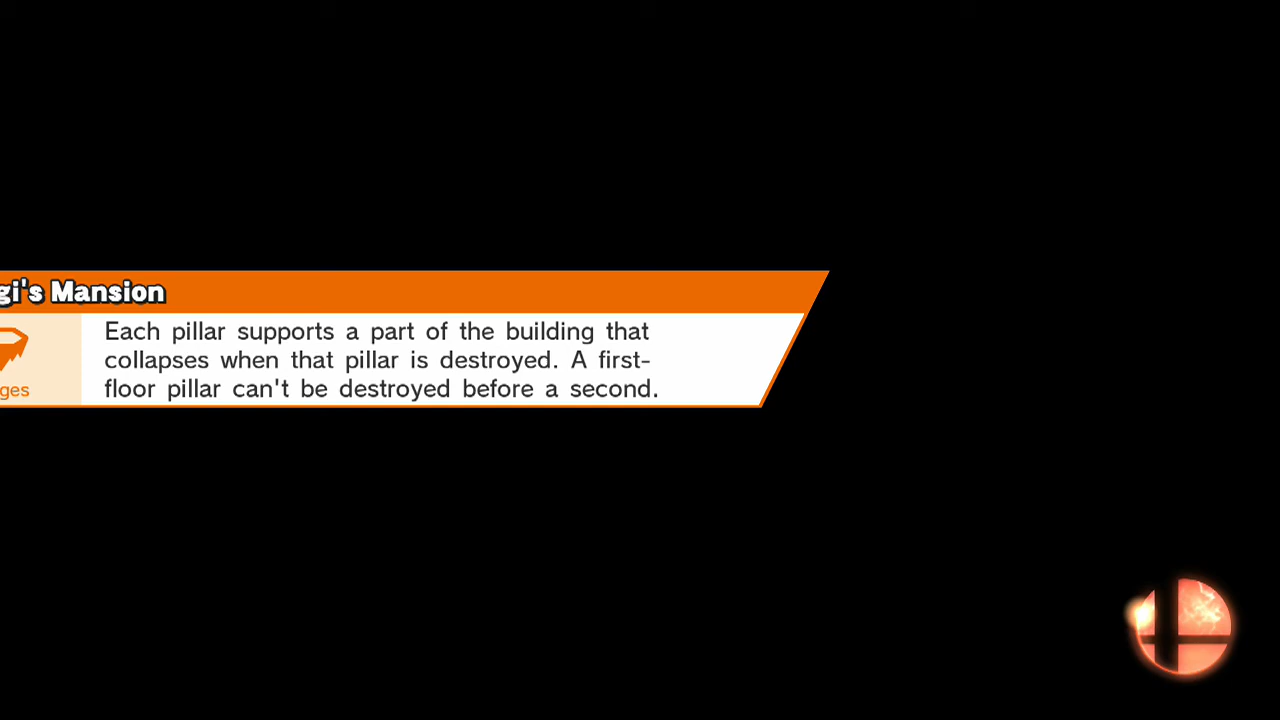 gi's Mansion
Each pillar supports a part of the building that
collapses when that pillar is destroyed. A first-
floor pillar can't be destroyed before a second.
ges